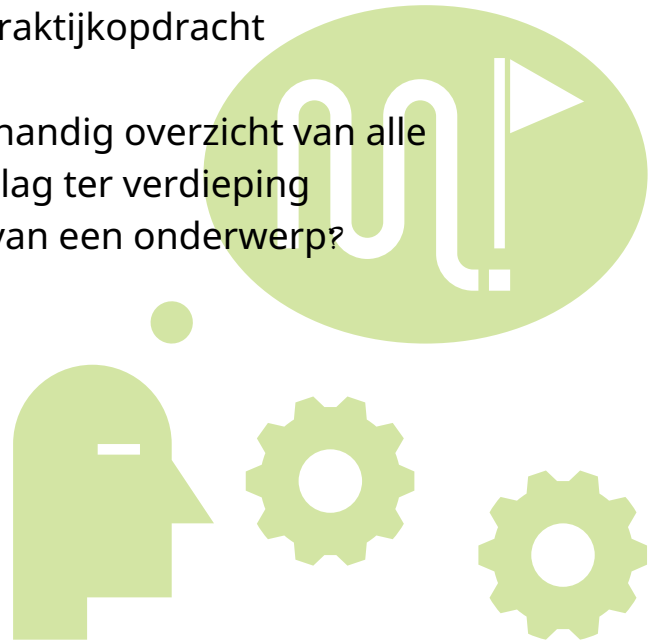 raktijkopdracht
handig overzicht van alle
lag ter verdieping
van een onderwerp?